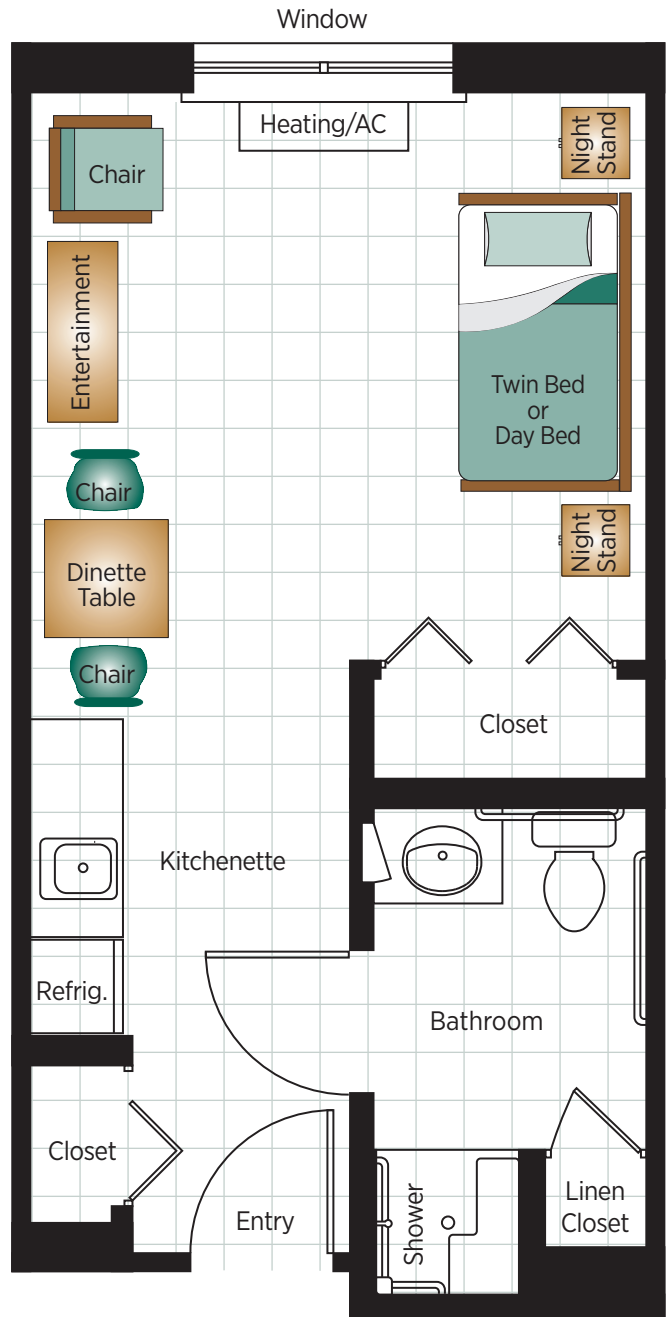 Window
Heating/AC
Night
Stand
Chair
Entertainment
Twin Bed
or
Day Bed
Chair
Night
Stand
Dinette
Table
Chair
Closet
Kitchenette
Refrig.
Bathroom
Closet
Entry
Shower
Linen
Closet